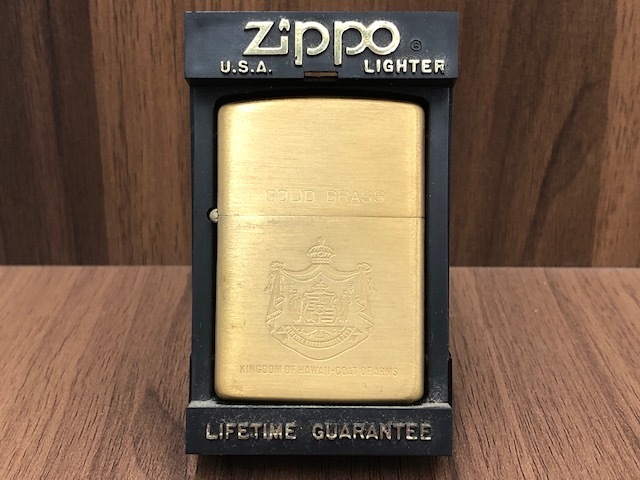 Zippo ®
U.S.A. LIGHTER
SOLID BRASS
KINGDOM OF HAWAII-COAT OF ARMS
LIFETIME GUARANTEE